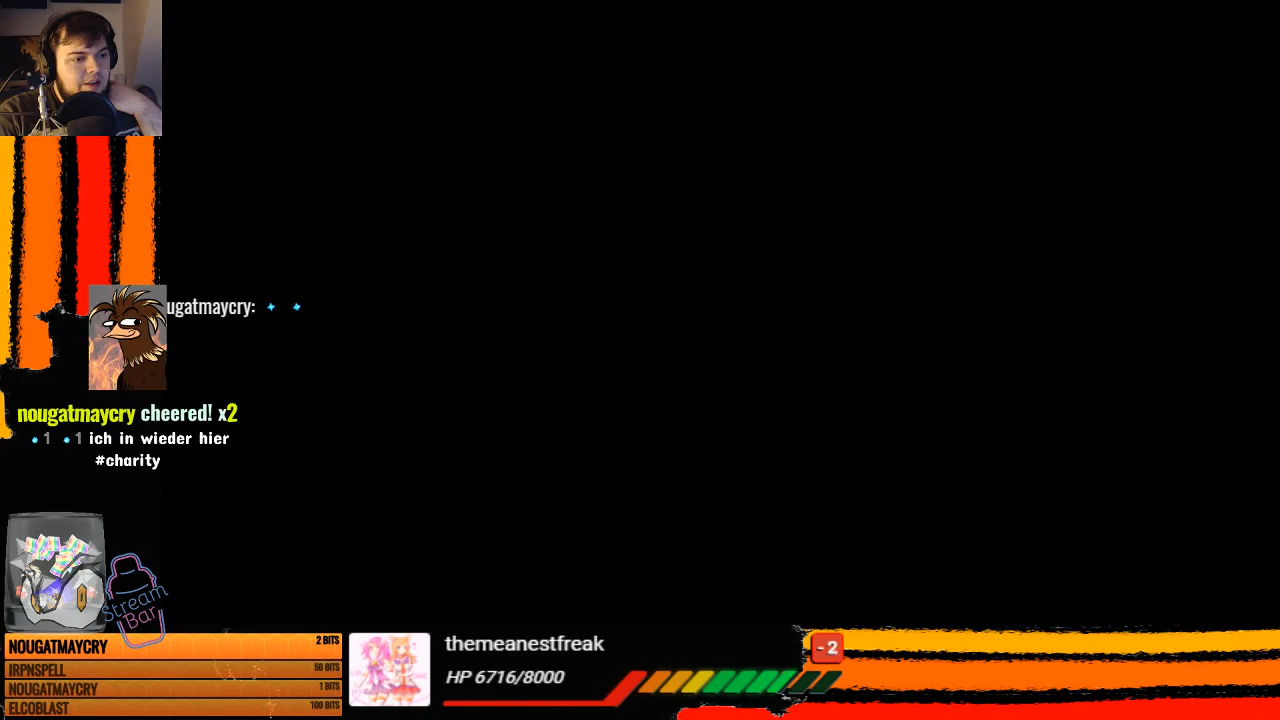 ugatmaycry:
nougatmaycry cheered! x2
1 1 ich in wieder hier
#charity
Stream
Bar
NOUGATMAYCRY 2 BITS
IRPNSPELL 50 BITS
NOUGATMAYCRY 1 BITS
ELCOBLAST 100 BITS
themeanestfreak
HP 6716/8000
-2